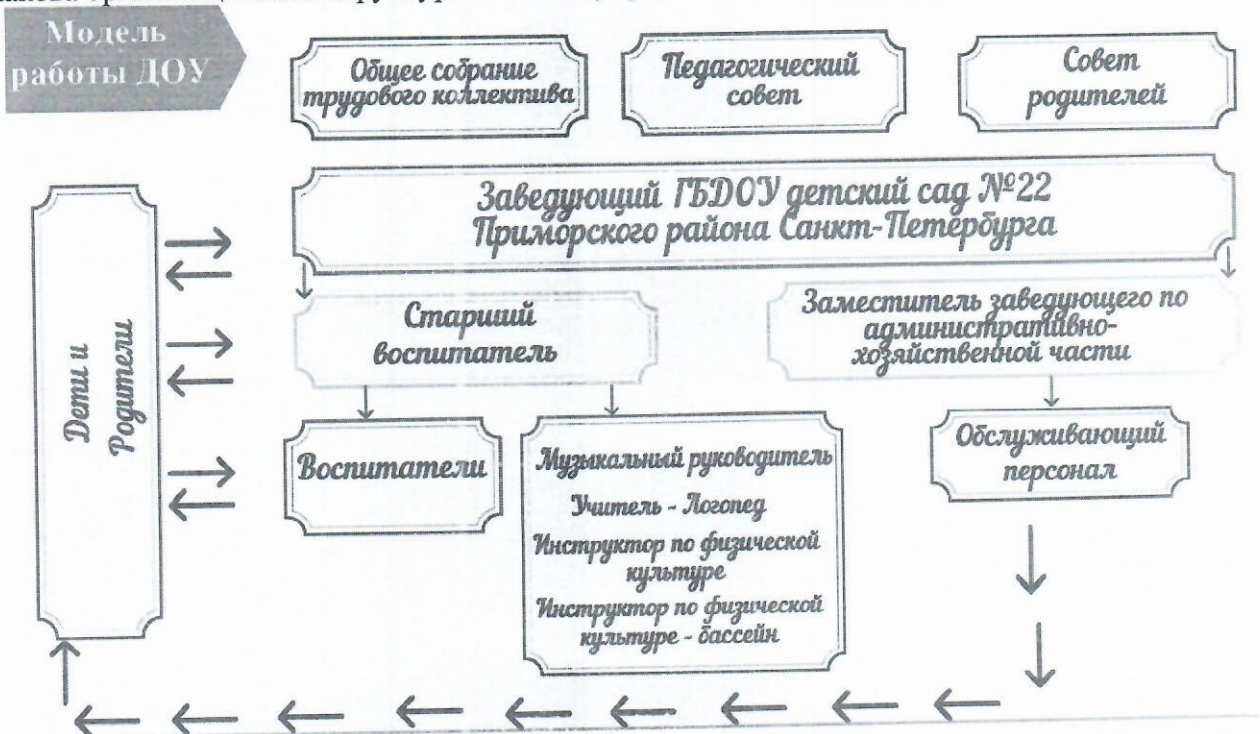 Модель
работы ДОУ
Общее собрание
трудового коллектива
Педагогический
совет
Совет
родителей
Заведующий ГБДОУ детский сад №22
Приморского района Санкт-Петербурга
Дети и
Родители
Старший
воспитатель
Заместитель заведующего по
административно-
хозяйственной части
Воспитатели
Музыкальный руководитель
Учитель - Логопед
Инструктор по физической
культуре
Инструктор по физической
культуре - бассейн
Обслуживающий
персонал